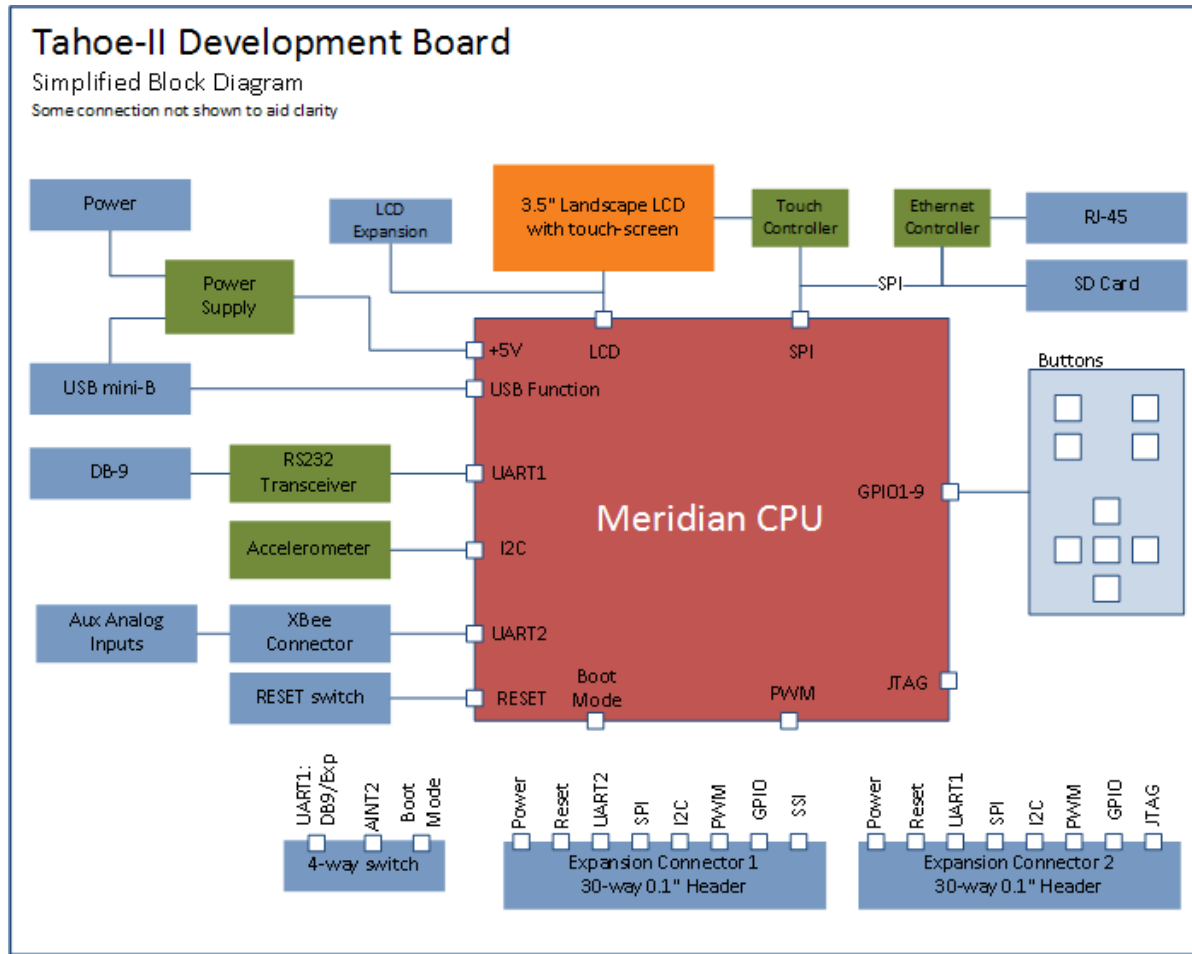 Tahoe-II Development Board
Simplified Block Diagram
Some connection not shown to aid clarity
Power
LCD
Expansion
3.5" Landscape LCD
with touch-screen
Touch
Controller
Ethernet
Controller
RJ-45
Power
Supply
SPI
SD Card
+5V
LCD
SPI
USB mini-B
USB Function
Buttons
DB-9
RS232
Transceiver
UART1
GPIO1-9
Meridian CPU
Accelerometer
I2C
Aux Analog
Inputs
XBee
Connector
UART2
RESET switch
RESET
Boot
Mode
PWM
JTAG
UART1:
DB9/Exp
AINT2
Boot
Mode
4-way switch
Power
Reset
UART2
SPI
I2C
PWM
GPIO
SSI
Expansion Connector 1
30-way 0.1" Header
Power
Reset
UART1
SPI
I2C
PWM
GPIO
JTAG
Expansion Connector 2
30-way 0.1" Header